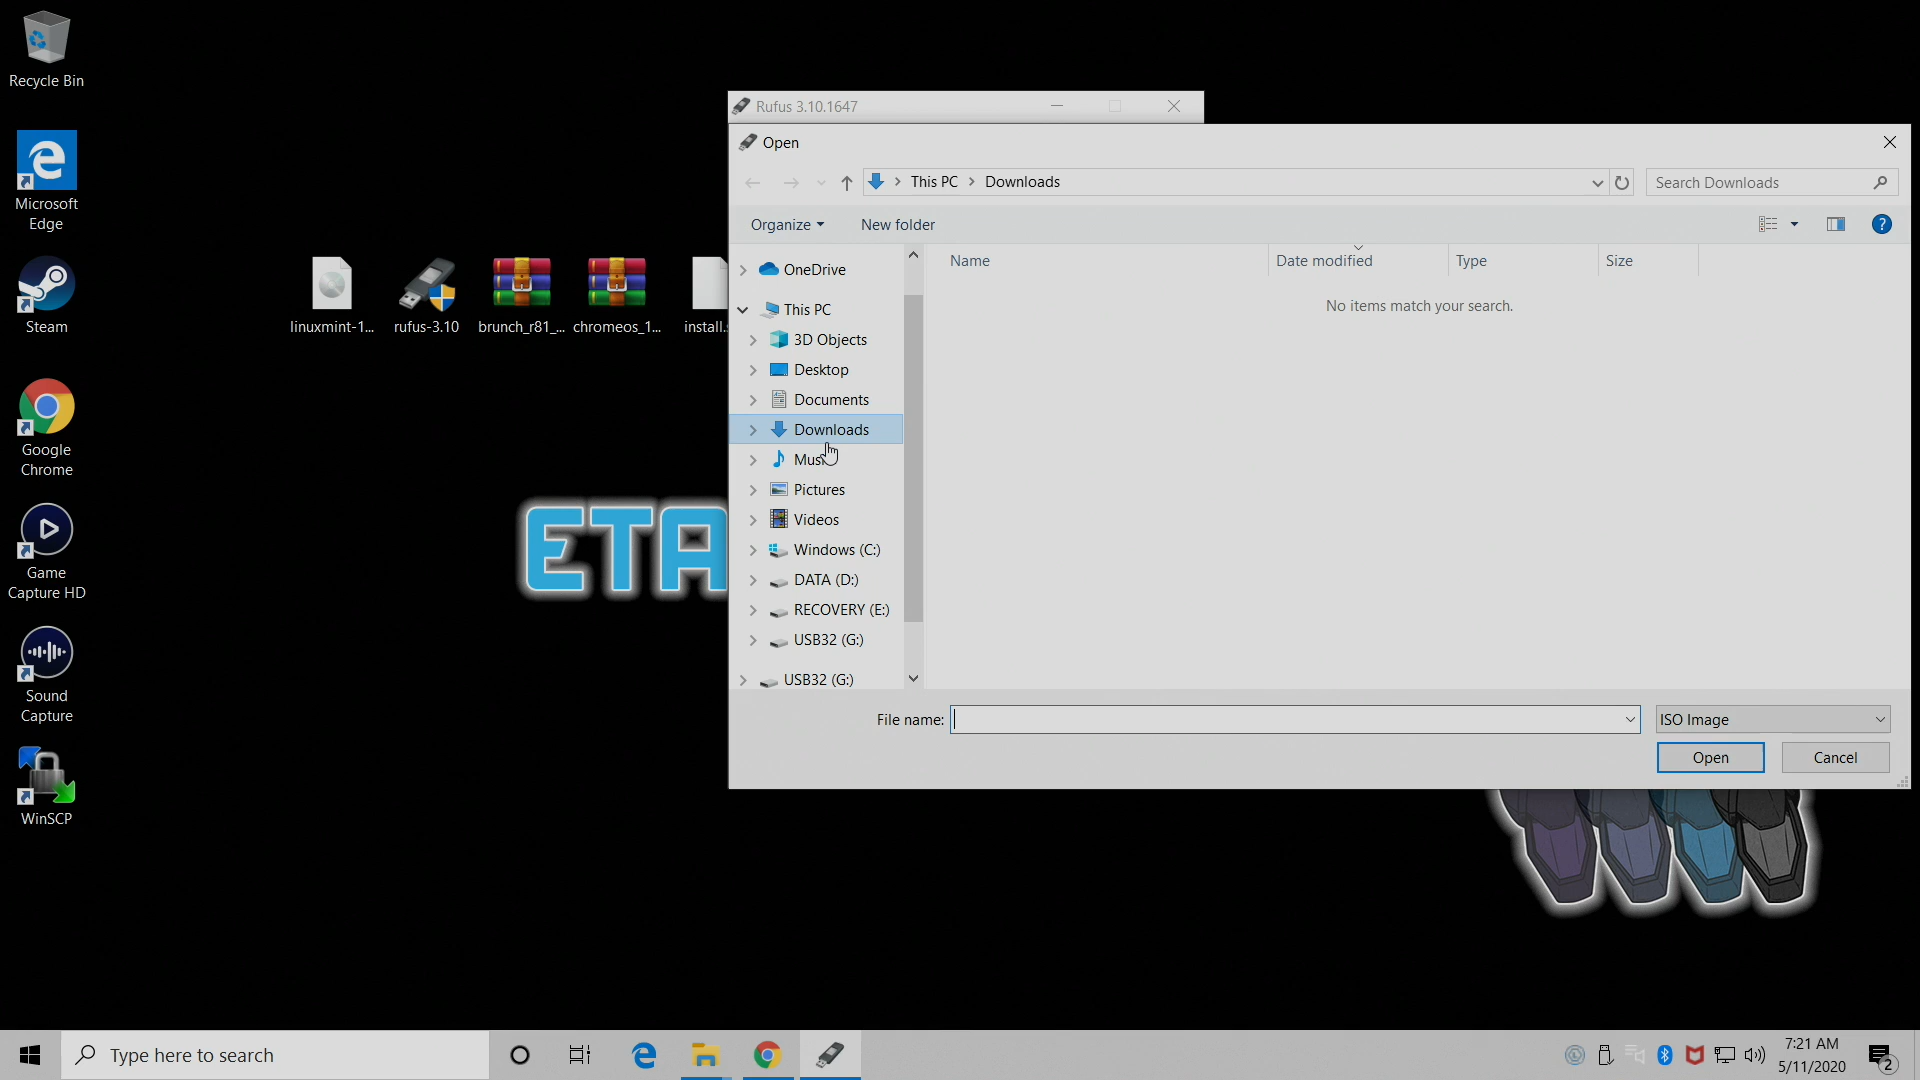 Recycle Bin
Microsoft
Edge
Steam
Google
Chrome
Game
Capture HD
Sound
Capture
WinSCP
linuxmint-1...
rufus-3.10
brunch_r81_...
chromeos_1...
install.s
ETA
Rufus 3.10.1647
Open
This PC > Downloads
Search Downloads
Organize
New folder
?
Name
Date modified
Type
Size
No items match your search.
OneDrive
This PC
3D Objects
Desktop
Documents
Downloads
Music
Pictures
Videos
Windows (C:)
DATA (D:)
RECOVERY (E:)
USB32 (G:)
USB32 (G:)
File name:
ISO Image
Open
Cancel
Type here to search
7:21 AM
5/11/2020
2